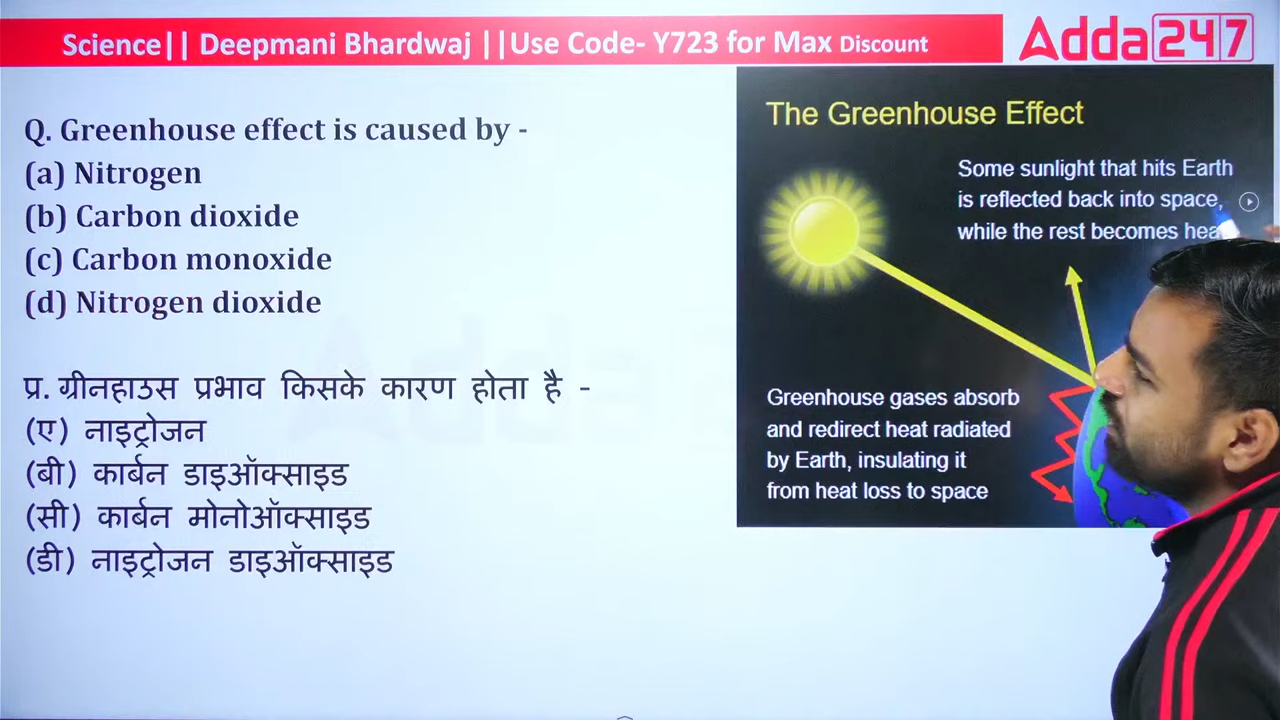 Science|| Deepmani Bhardwaj ||Use Code- Y723 for Max Discount
Adda247
Q. Greenhouse effect is caused by -
(a) Nitrogen
(b) Carbon dioxide
(c) Carbon monoxide
(d) Nitrogen dioxide
प्र. ग्रीनहाउस प्रभाव किसके कारण होता है -
(ए) नाइट्रोजन
(बी) कार्बन डाइऑक्साइड
(सी) कार्बन मोनोऑक्साइड
(डी) नाइट्रोजन डाइऑक्साइड
The Greenhouse Effect
Some sunlight that hits Earth
is reflected back into space,
while the rest becomes
Greenhouse gases absorb
and redirect heat radiated
by Earth, insulating it
from heat loss to space